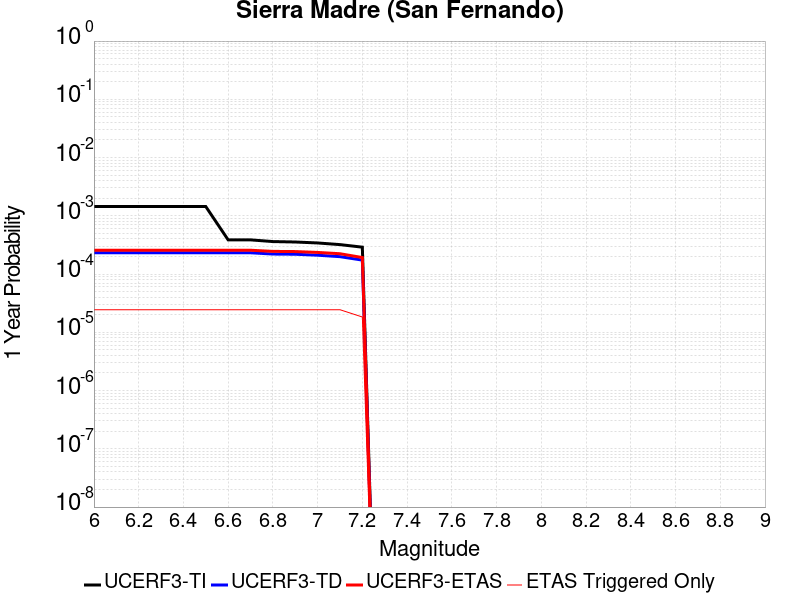 Sierra Madre (San Fernando)
10^0
10^-1
10^-2
10^-3
10^-4
10^-5
10^-6
10^-7
10^-8
1 Year Probability
6 6.2 6.4 6.6 6.8 7 7.2 7.4 7.6 7.8 8 8.2 8.4 8.6 8.8 9
Magnitude
UCERF3-TI UCERF3-TD UCERF3-ETAS ETAS Triggered Only